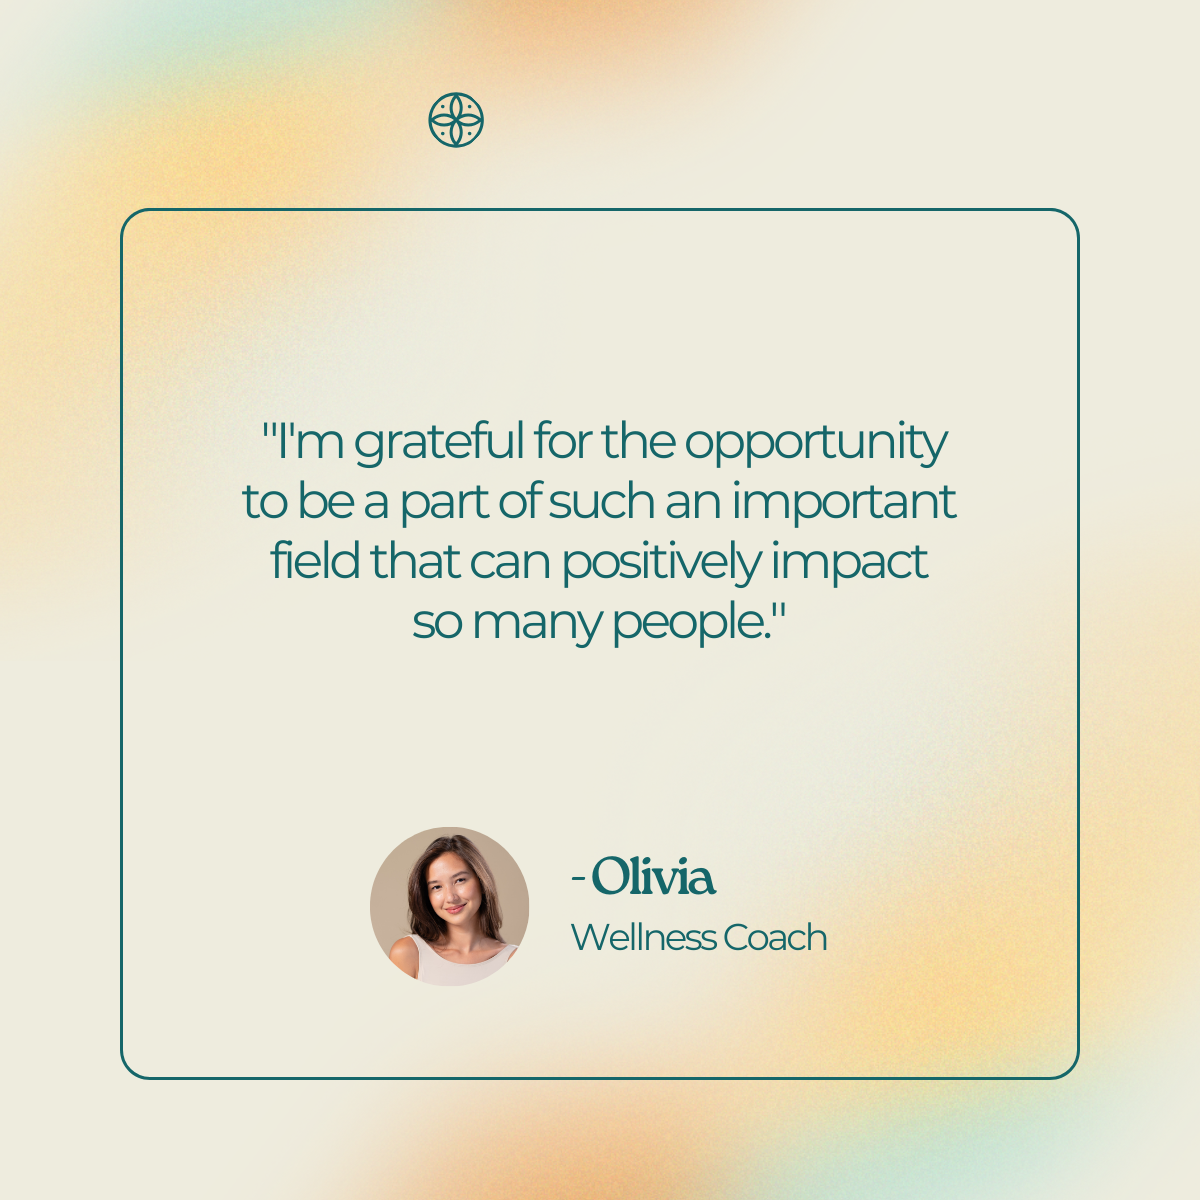 "I'm grateful for the opportunity
to be a part of such an important
field that can positively impact
so many people."
- Olivia
Wellness Coach